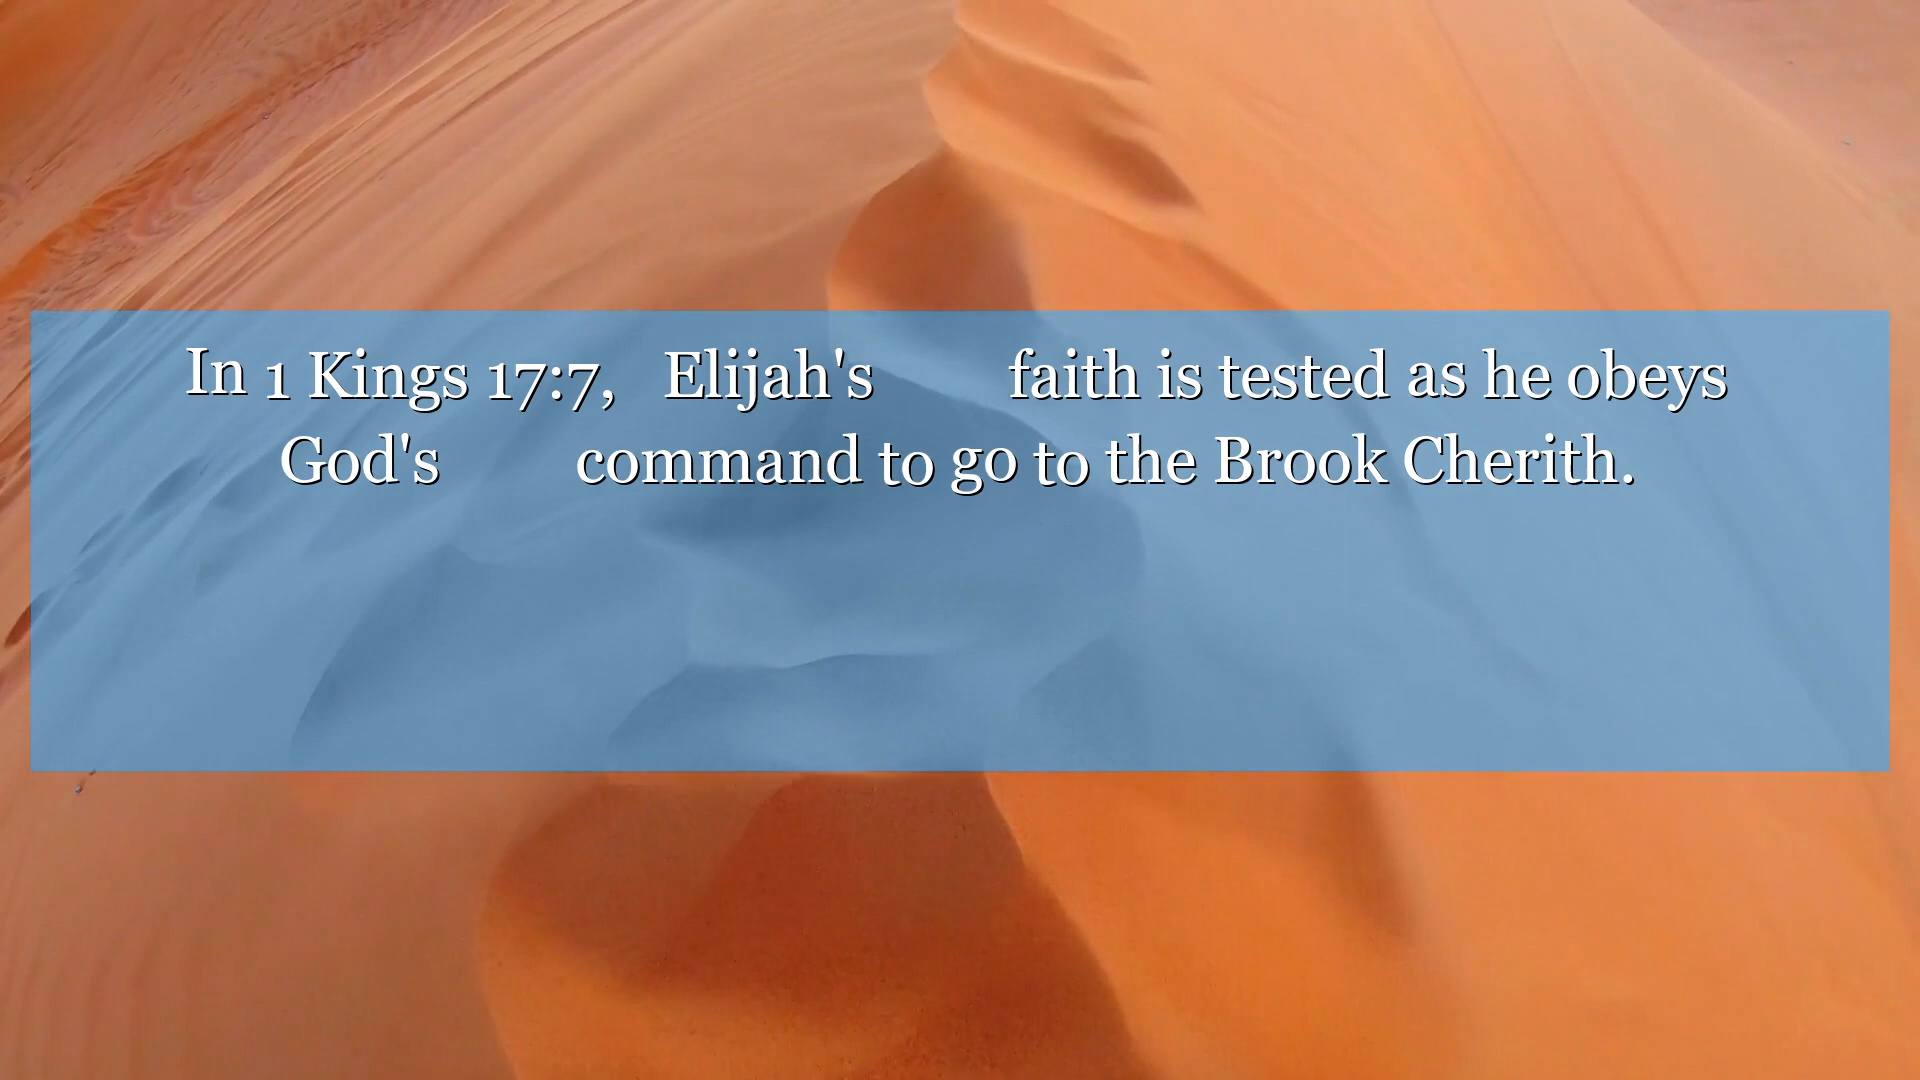 In 1 Kings 17:7, Elijah's faith is tested as he obeys
God's command to go to the Brook Cherith.